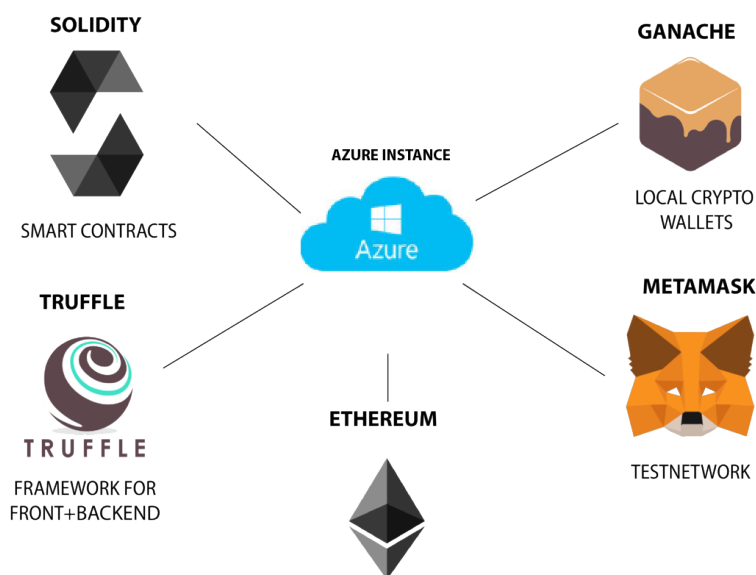 SOLIDITY
SMART CONTRACTS
GANACHE
LOCAL CRYPTO
WALLETS
AZURE INSTANCE
Azure
TRUFFLE
TRUFFLE
FRAMEWORK FOR
FRONT+BACKEND
METAMASK
TESTNETWORK
ETHEREUM